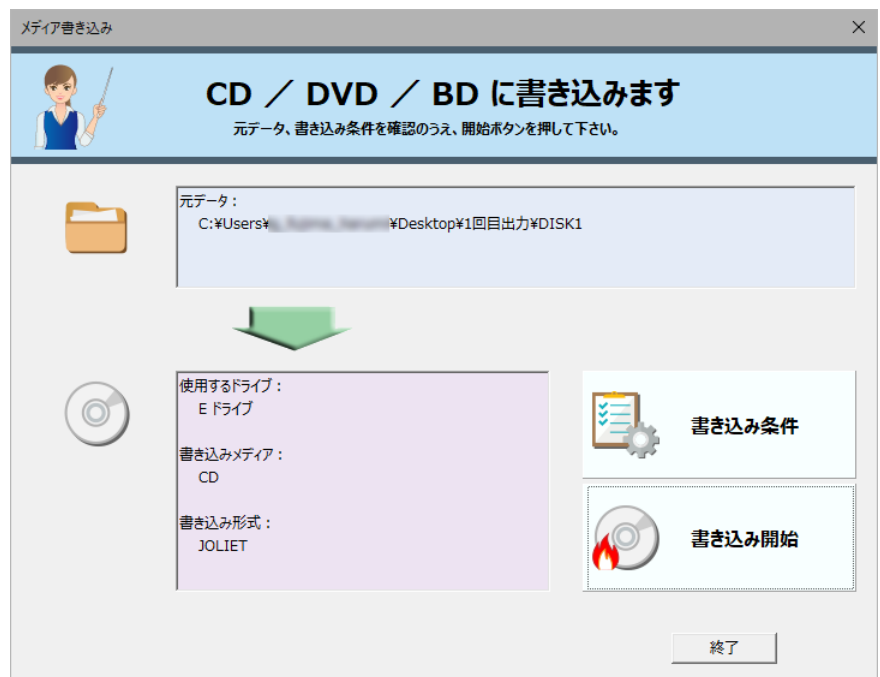 メディア書き込み
CD ／ DVD ／ BD に書き込みます
元データ、書き込み条件を確認のうえ、開始ボタンを押して下さい。
元データ：
C:¥Users¥ ¥Desktop¥1回目出力¥DISK1
使用するドライブ：
E ドライブ
書き込みメディア：
CD
書き込み形式：
JOLIET
書き込み条件
書き込み開始
終了